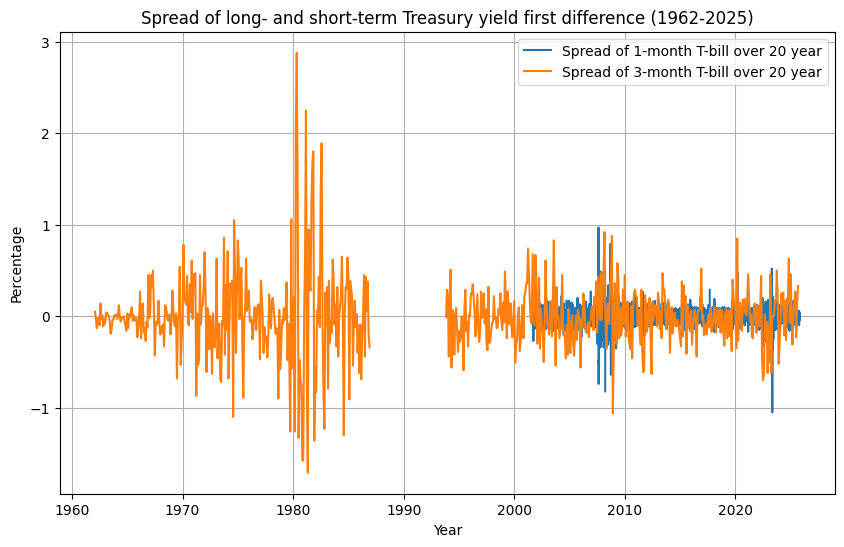 Spread of long- and short-term Treasury yield first difference (1962-2025)
Spread of 1-month T-bill over 20 year
Spread of 3-month T-bill over 20 year
Percentage
3
2
1
0
−1
1960 1970 1980 1990 2000 2010 2020
Year